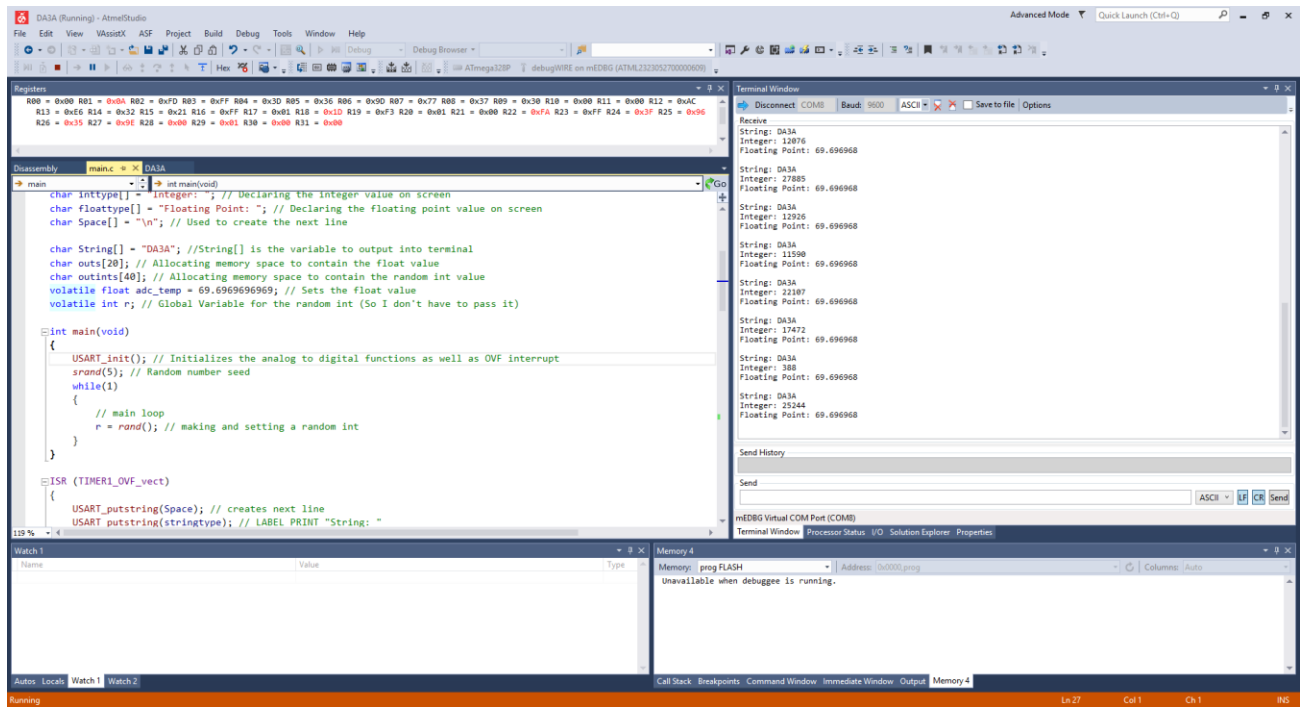 DA3A (Running) - AtmelStudio
Advanced Mode
Quick Launch (Ctrl+Q)
File Edit View VAssistX ASF Project Build Debug Tools Window Help
Debug Debug Browser
Hex ATmega328P debugWIRE on mEDBG (ATML2323052700000609)
Registers
R00 = 0x00 R01 = 0x0A R02 = 0xFD R03 = 0xFF R04 = 0x3D R05 = 0x36 R06 = 0x9D R07 = 0x77 R08 = 0x37 R09 = 0x30 R10 = 0x00 R11 = 0x00 R12 = 0xAC
R13 = 0xE6 R14 = 0x32 R15 = 0x21 R16 = 0xFF R17 = 0x01 R18 = 0x1D R19 = 0xF3 R20 = 0x01 R21 = 0x00 R22 = 0xFA R23 = 0xFF R24 = 0x3F R25 = 0x96
R26 = 0x35 R27 = 0x9E R28 = 0x00 R29 = 0x01 R30 = 0x00 R31 = 0x00
Disassembly main.c DA3A
main int main(void) Go
char inttype[] = "Integer: "; // Declaring the integer value on screen
char floattype[] = "Floating Point: "; // Declaring the floating point value on screen
char Space[] = "\n"; // Used to create the next line
char String[] = "DA3A"; //String[] is the variable to output into terminal
char outs[20]; // Allocating memory space to contain the float value
char outints[40]; // Allocating memory space to contain the random int value
volatile float adc_temp = 69.6969696969; // Sets the float value
volatile int r; // Global Variable for the random int (So I don't have to pass it)
int main(void)
{
USART_init(); // Initializes the analog to digital functions as well as OVF interrupt
srand(5); // Random number seed
while(1)
{
// main loop
r = rand(); // making and setting a random int
}
}
ISR (TIMER1_OVF_vect)
{
USART_putstring(Space); // creates next line
USART_putstring(stringtype); // LABEL PRINT "String: "
119 %
Terminal Window
Disconnect COM8 Baud: 9600 ASCII Save to file Options
Receive
String: DA3A
Integer: 12076
Floating Point: 69.696968
String: DA3A
Integer: 27885
Floating Point: 69.696968
String: DA3A
Integer: 12926
Floating Point: 69.696968
String: DA3A
Integer: 11590
Floating Point: 69.696968
String: DA3A
Integer: 22107
Floating Point: 69.696968
String: DA3A
Integer: 17472
Floating Point: 69.696968
String: DA3A
Integer: 388
Floating Point: 69.696968
String: DA3A
Integer: 25244
Floating Point: 69.696968
Send History
Send
ASCII LF CR Send
mEDBG Virtual COM Port (COM8)
Terminal Window Processor Status I/O Solution Explorer Properties
Watch 1
Name Value Type
Autos Locals Watch 1 Watch 2
Memory 4
Memory: prog FLASH Address: 0x0000,prog Columns: Auto
Unavailable when debuggee is running.
Call Stack Breakpoints Command Window Immediate Window Output Memory 4
Running Ln 27 Col 1 Ch 1 INS